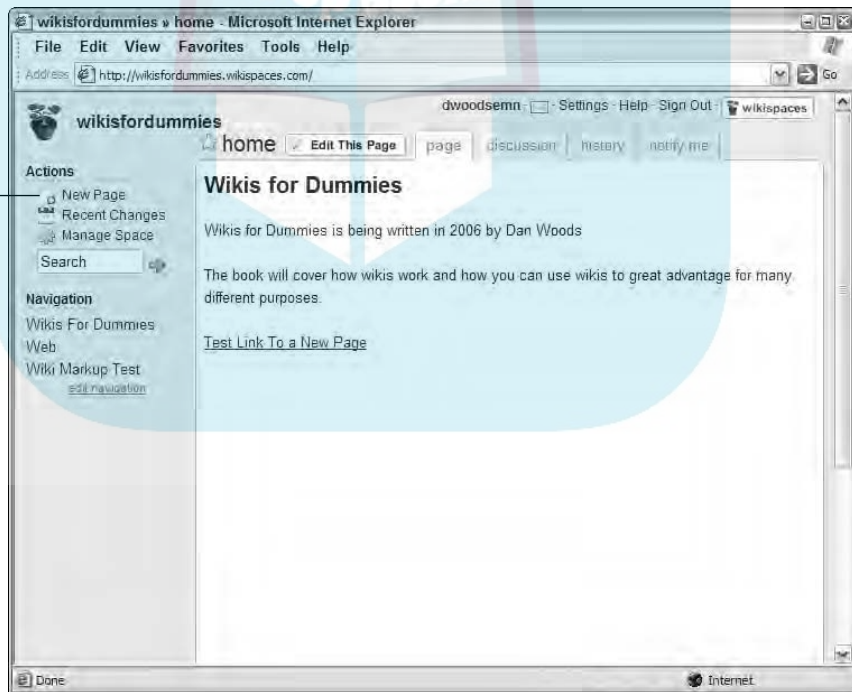 wikisfordummies » home - Microsoft Internet Explorer
File Edit View Favorites Tools Help
Address http://wikisfordummies.wikispaces.com/ Go
dwoodsemn · Settings · Help · Sign Out · wikispaces
wikisfordummies
home Edit This Page page discussion history notify me
Actions
New Page
Recent Changes
Manage Space
Search
Navigation
Wikis For Dummies
Web
Wiki Markup Test
edit navigation
Wikis for Dummies
Wikis for Dummies is being written in 2006 by Dan Woods
The book will cover how wikis work and how you can use wikis to great advantage for many
different purposes.
Test Link To a New Page
Done Internet